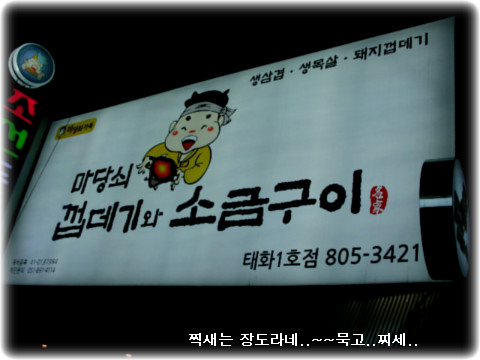 생삼겹 · 생목살 · 돼지껍데기
마당쇠
껍데기와 소금구이
태화1호점 805-3421
찍새는 장도라네..~~묵고..찌세..